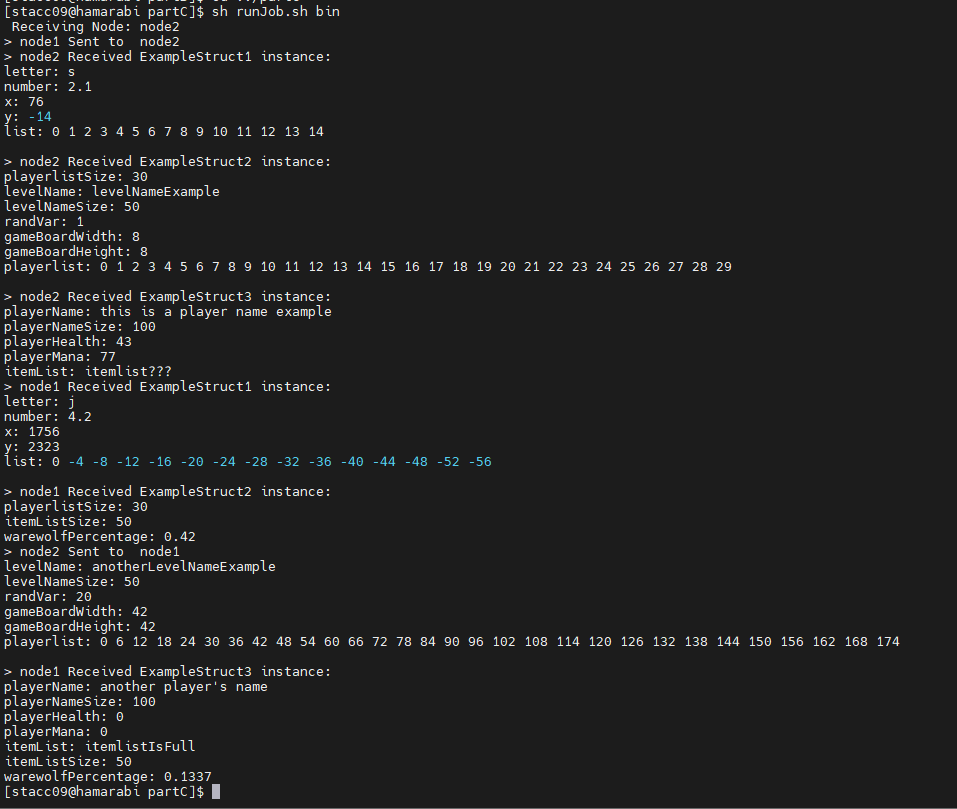 [stacc09@hamarabi partC]$ sh runJob.sh bin
 Receiving Node: node2
> node1 Sent to  node2
> node2 Received ExampleStruct1 instance:
letter: s
number: 2.1
x: 76
y: -14
list: 0 1 2 3 4 5 6 7 8 9 10 11 12 13 14

> node2 Received ExampleStruct2 instance:
playerlistSize: 30
levelName: levelNameExample
levelNameSize: 50
randVar: 1
gameBoardWidth: 8
gameBoardHeight: 8
playerlist: 0 1 2 3 4 5 6 7 8 9 10 11 12 13 14 15 16 17 18 19 20 21 22 23 24 25 26 27 28 29

> node2 Received ExampleStruct3 instance:
playerName: this is a player name example
playerNameSize: 100
playerHealth: 43
playerMana: 77
itemList: itemlist???
> node1 Received ExampleStruct1 instance:
letter: j
number: 4.2
x: 1756
y: 2323
list: 0 -4 -8 -12 -16 -20 -24 -28 -32 -36 -40 -44 -48 -52 -56

> node1 Received ExampleStruct2 instance:
playerlistSize: 30
itemListSize: 50
warewolfPercentage: 0.42
> node2 Sent to  node1
levelName: anotherLevelNameExample
levelNameSize: 50
randVar: 20
gameBoardWidth: 42
gameBoardHeight: 42
playerlist: 0 6 12 18 24 30 36 42 48 54 60 66 72 78 84 90 96 102 108 114 120 126 132 138 144 150 156 162 168 174

> node1 Received ExampleStruct3 instance:
playerName: another player's name
playerNameSize: 100
playerHealth: 0
playerMana: 0
itemList: itemlistIsFull
itemListSize: 50
warewolfPercentage: 0.1337
[stacc09@hamarabi partC]$